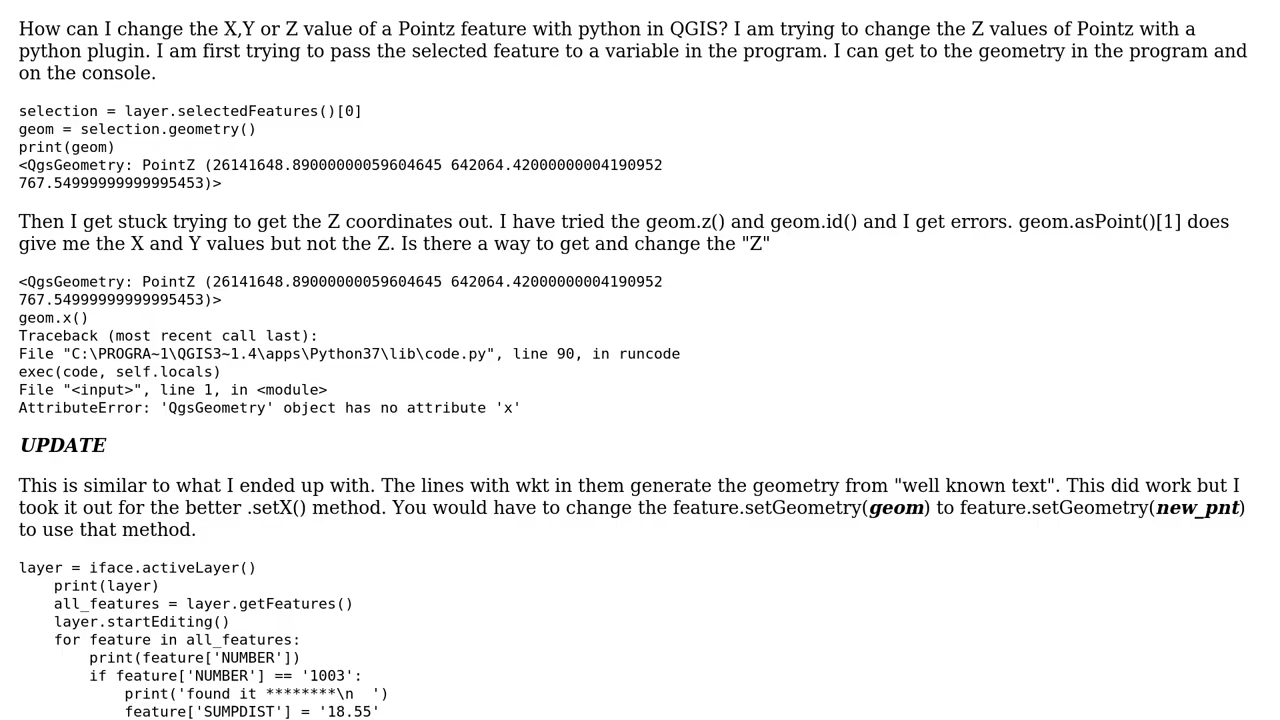 How can I change the X,Y or Z value of a Pointz feature with python in QGIS? I am trying to change the Z values of Pointz with a
python plugin. I am first trying to pass the selected feature to a variable in the program. I can get to the geometry in the program and
on the console.
selection = layer.selectedFeatures()[0]
geom = selection.geometry()
print(geom)
<QgsGeometry: PointZ (26141648.89000000059604645 642064.42000000004190952
767.54999999999995453)>
Then I get stuck trying to get the Z coordinates out. I have tried the geom.z() and geom.id() and I get errors. geom.asPoint()[1] does
give me the X and Y values but not the Z. Is there a way to get and change the "Z"
<QgsGeometry: PointZ (26141648.89000000059604645 642064.42000000004190952
767.54999999999995453)>
geom.x()
Traceback (most recent call last):
File "C:\PROGRA~1\QGIS3~1.4\apps\Python37\lib\code.py", line 90, in runcode
exec(code, self.locals)
File "<input>", line 1, in <module>
AttributeError: 'QgsGeometry' object has no attribute 'x'
UPDATE
This is similar to what I ended up with. The lines with wkt in them generate the geometry from "well known text". This did work but I
took it out for the better .setX() method. You would have to change the feature.setGeometry(geom) to feature.setGeometry(new_pnt)
to use that method.
layer = iface.activeLayer()
    print(layer)
    all_features = layer.getFeatures()
    layer.startEditing()
    for feature in all_features:
        print(feature['NUMBER'])
        if feature['NUMBER'] == '1003':
            print('found it ********\n  ')
            feature['SUMPDIST'] = '18.55'